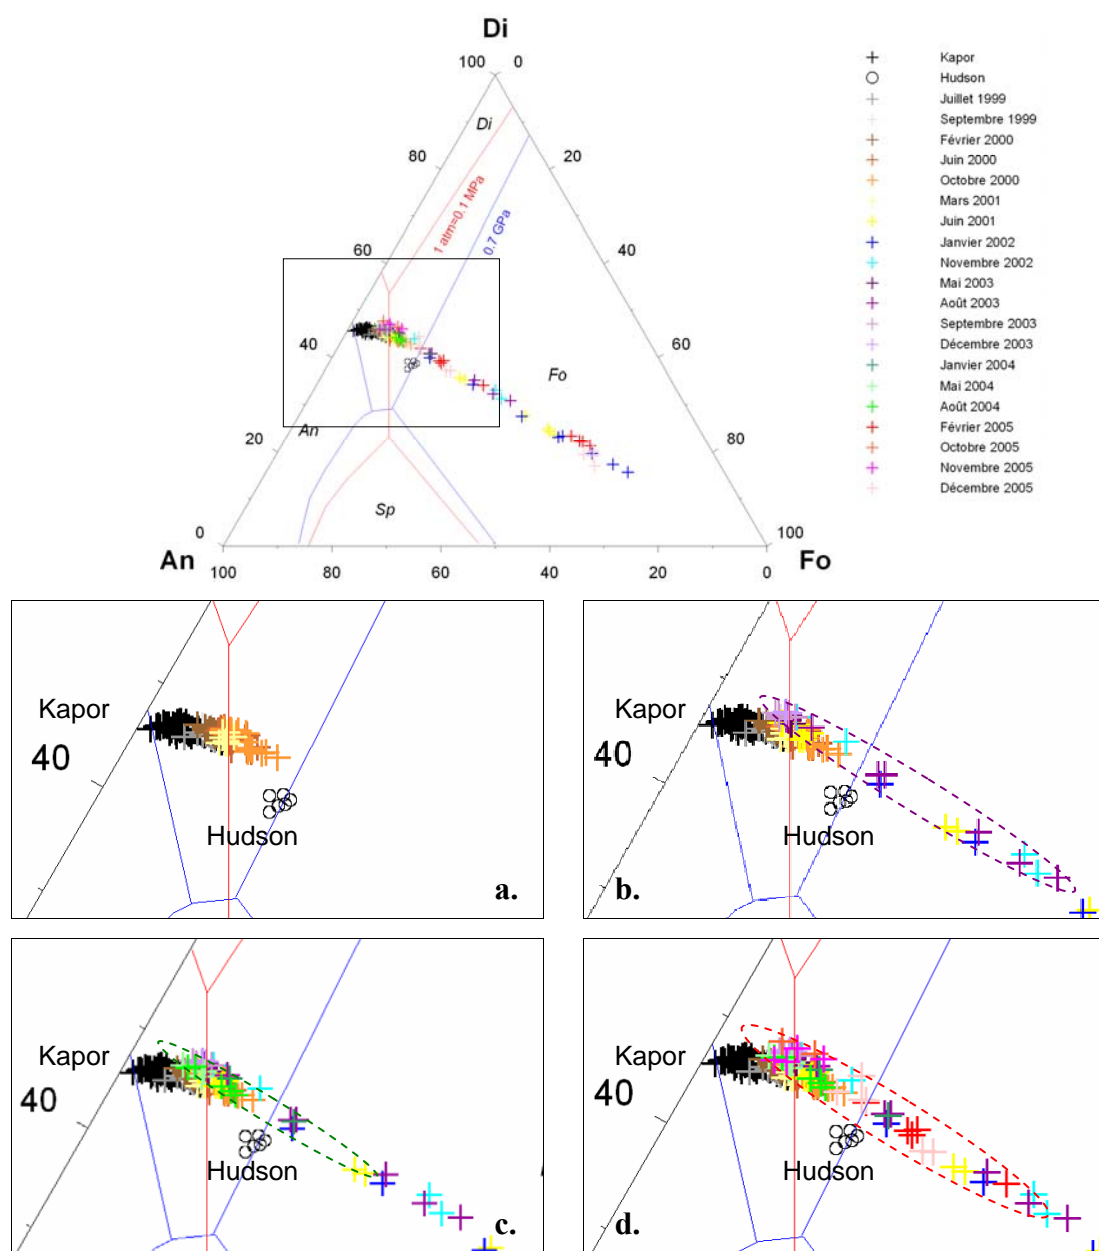 Di
100 0
Di
80
20
1 atm=0.1 MPa
0.7 GPa
60
40
40
Fo
60
An
20
80
Sp
0
100
An
Fo
100 80 60 40 20 0
Kapor
Hudson
Juillet 1999
Septembre 1999
Février 2000
Juin 2000
Octobre 2000
Mars 2001
Juin 2001
Janvier 2002
Novembre 2002
Mai 2003
Août 2003
Septembre 2003
Décembre 2003
Janvier 2004
Mai 2004
Août 2004
Février 2005
Octobre 2005
Novembre 2005
Décembre 2005
Kapor
40
Hudson
a.
Kapor
40
Hudson
b.
Kapor
40
Hudson
c.
Kapor
40
Hudson
d.